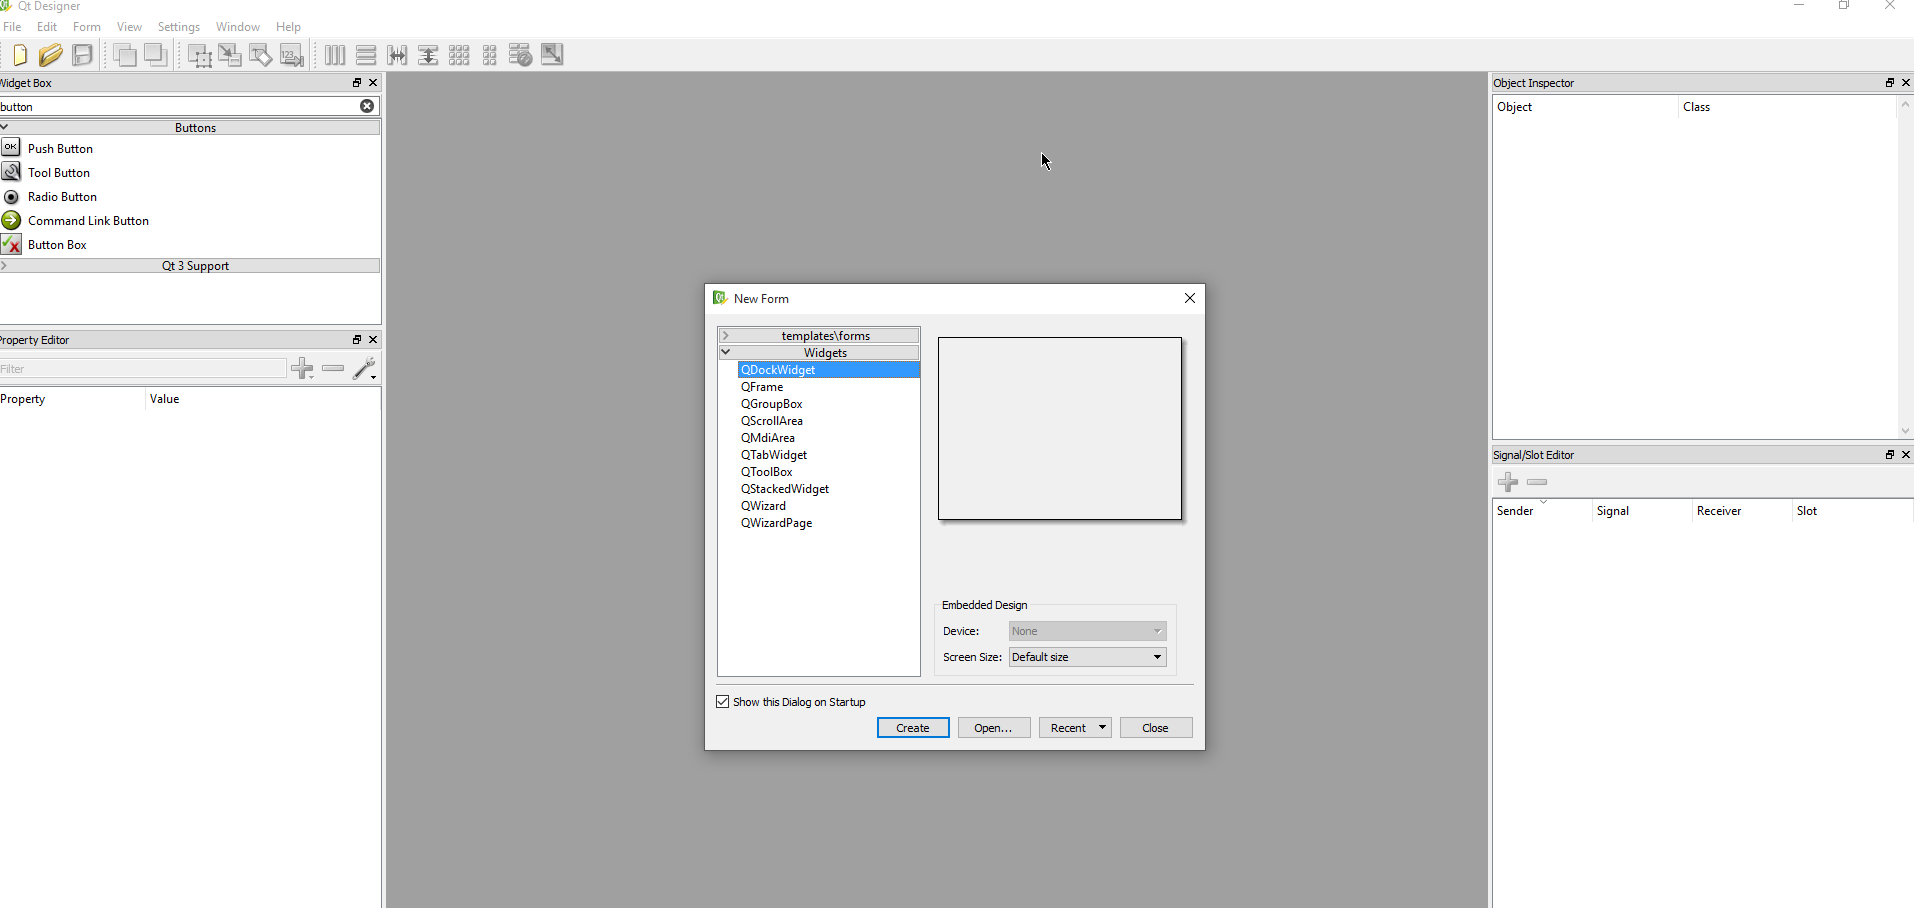 Qt Designer
File Edit Form View Settings Window Help
Widget Box
button
Buttons
OK Push Button
Tool Button
Radio Button
Command Link Button
Button Box
Qt 3 Support
Property Editor
Filter
Property Value
New Form
templates\forms
Widgets
QDockWidget
QFrame
QGroupBox
QScrollArea
QMdiArea
QTabWidget
QToolBox
QStackedWidget
QWizard
QWizardPage
Embedded Design
Device: None
Screen Size: Default size
Show this Dialog on Startup
Create Open... Recent Close
Object Inspector
Object Class
Signal/Slot Editor
Sender Signal Receiver Slot